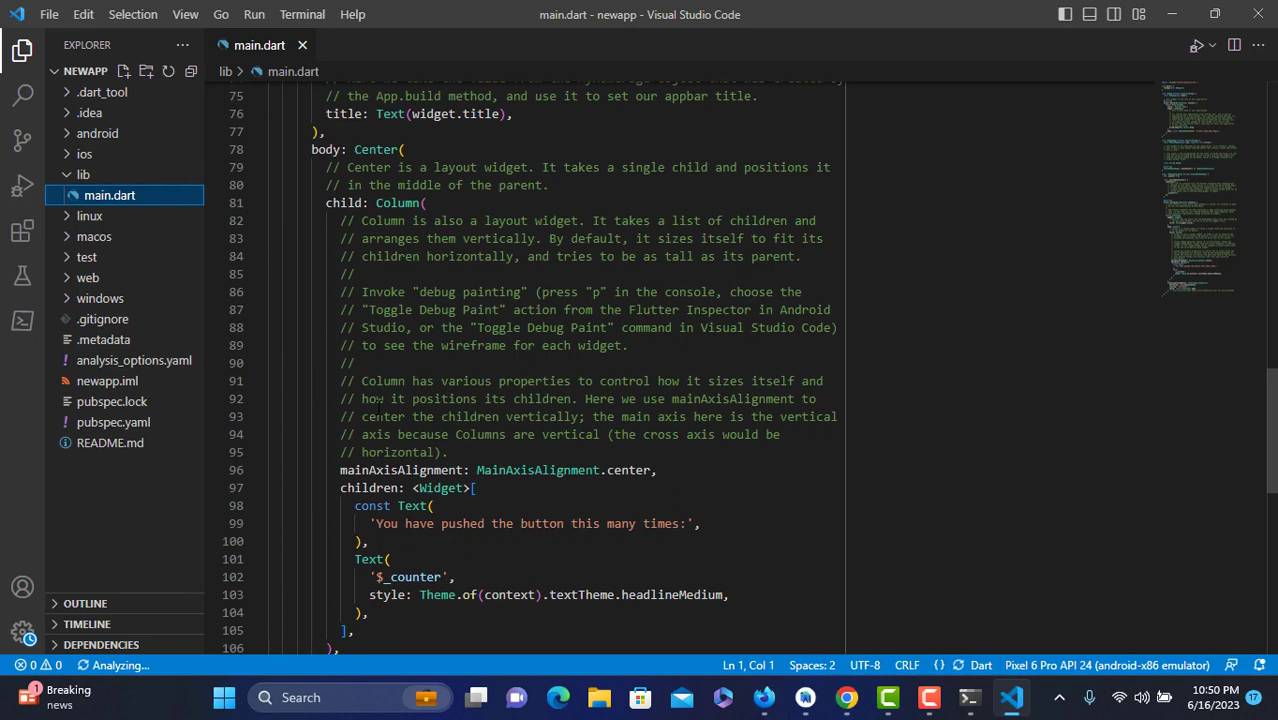 File Edit Selection View Go Run Terminal Help
main.dart - newapp - Visual Studio Code
EXPLORER
NEWAPP
.dart_tool
.idea
android
ios
lib
main.dart
linux
macos
test
web
windows
.gitignore
.metadata
analysis_options.yaml
newapp.iml
pubspec.lock
pubspec.yaml
README.md
OUTLINE
TIMELINE
DEPENDENCIES
main.dart
lib > main.dart
75 // the App.build method, and use it to set our appbar title.
76 title: Text(widget.title),
77 ),
78 body: Center(
79 // Center is a layout widget. It takes a single child and positions it
80 // in the middle of the parent.
81 child: Column(
82 // Column is also a layout widget. It takes a list of children and
83 // arranges them vertically. By default, it sizes itself to fit its
84 // children horizontally, and tries to be as tall as its parent.
85 //
86 // Invoke "debug painting" (press "p" in the console, choose the
87 // "Toggle Debug Paint" action from the Flutter Inspector in Android
88 // Studio, or the "Toggle Debug Paint" command in Visual Studio Code)
89 // to see the wireframe for each widget.
90 //
91 // Column has various properties to control how it sizes itself and
92 // how it positions its children. Here we use mainAxisAlignment to
93 // center the children vertically; the main axis here is the vertical
94 // axis because Columns are vertical (the cross axis would be
95 // horizontal).
96 mainAxisAlignment: MainAxisAlignment.center,
97 children: <Widget>[
98 const Text(
99 'You have pushed the button this many times:',
100 ),
101 Text(
102 '$_counter',
103 style: Theme.of(context).textTheme.headlineMedium,
104 ),
105 ],
106 ),
0 0 Analyzing...
Ln 1, Col 1 Spaces: 2 UTF-8 CRLF {} Dart Pixel 6 Pro API 24 (android-x86 emulator)
1 Breaking
news
Search
10:50 PM
6/16/2023
17